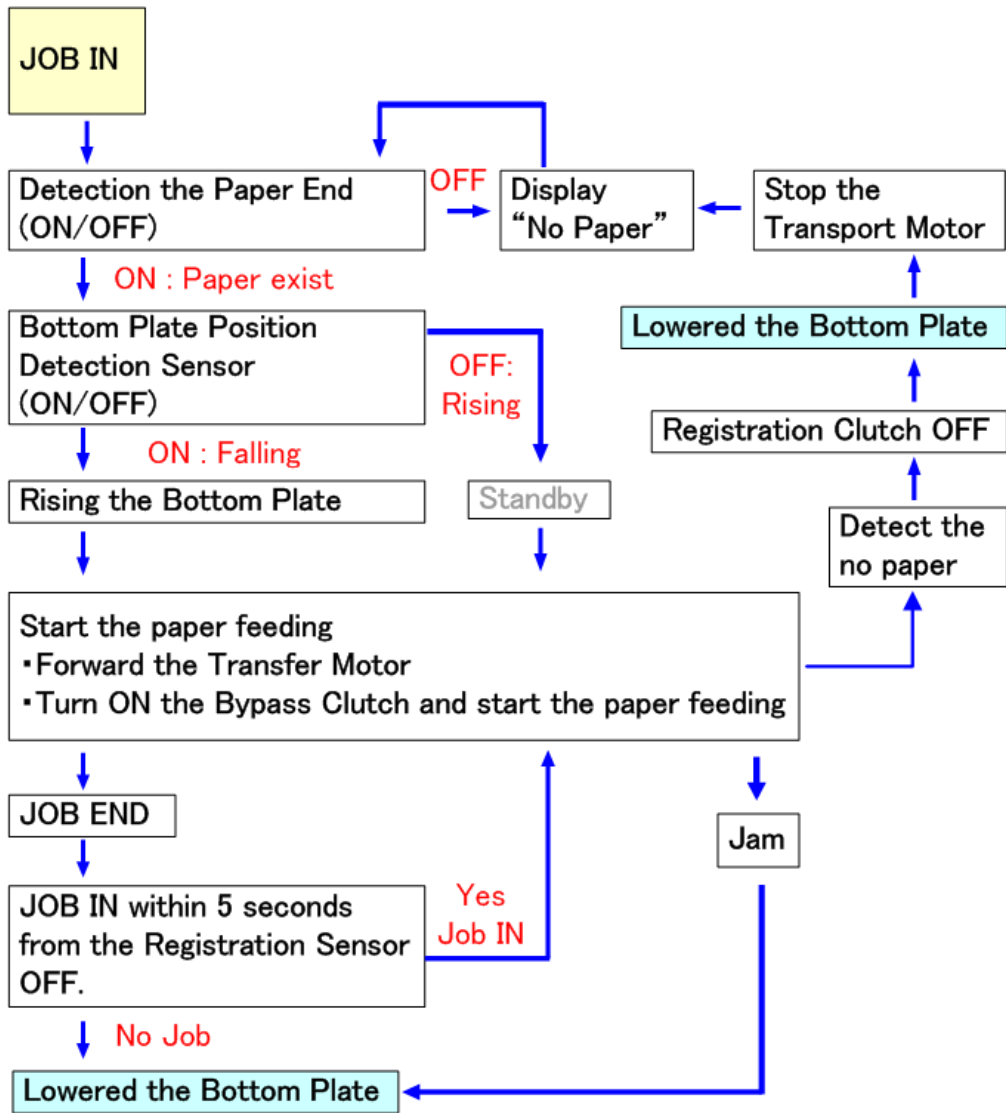 JOB IN
Detection the Paper End
(ON/OFF)
OFF
Display
“No Paper”
Stop the
Transport Motor
ON : Paper exist
Bottom Plate Position
Detection Sensor
(ON/OFF)
OFF:
Rising
Lowered the Bottom Plate
Registration Clutch OFF
ON : Falling
Rising the Bottom Plate
Standby
Detect the
no paper
Start the paper feeding
・Forward the Transfer Motor
・Turn ON the Bypass Clutch and start the paper feeding
JOB END
Jam
JOB IN within 5 seconds
from the Registration Sensor
OFF.
Yes
Job IN
No Job
Lowered the Bottom Plate